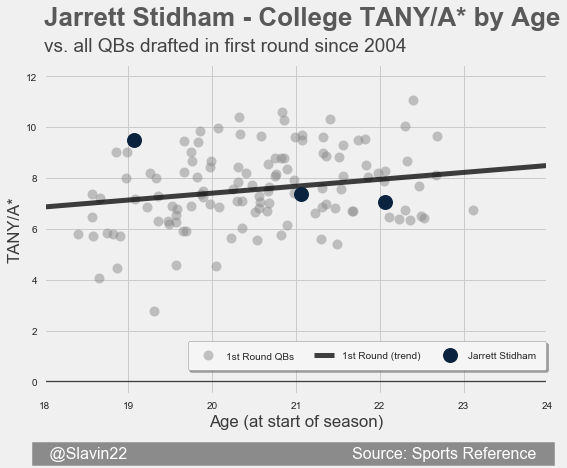 Jarrett Stidham - College TANY/A* by Age
vs. all QBs drafted in first round since 2004
12
10
8
6
4
2
0
TANY/A*
1st Round QBs
1st Round (trend)
Jarrett Stidham
18
19
20
21
22
23
24
Age (at start of season)
@Slavin22
Source: Sports Reference